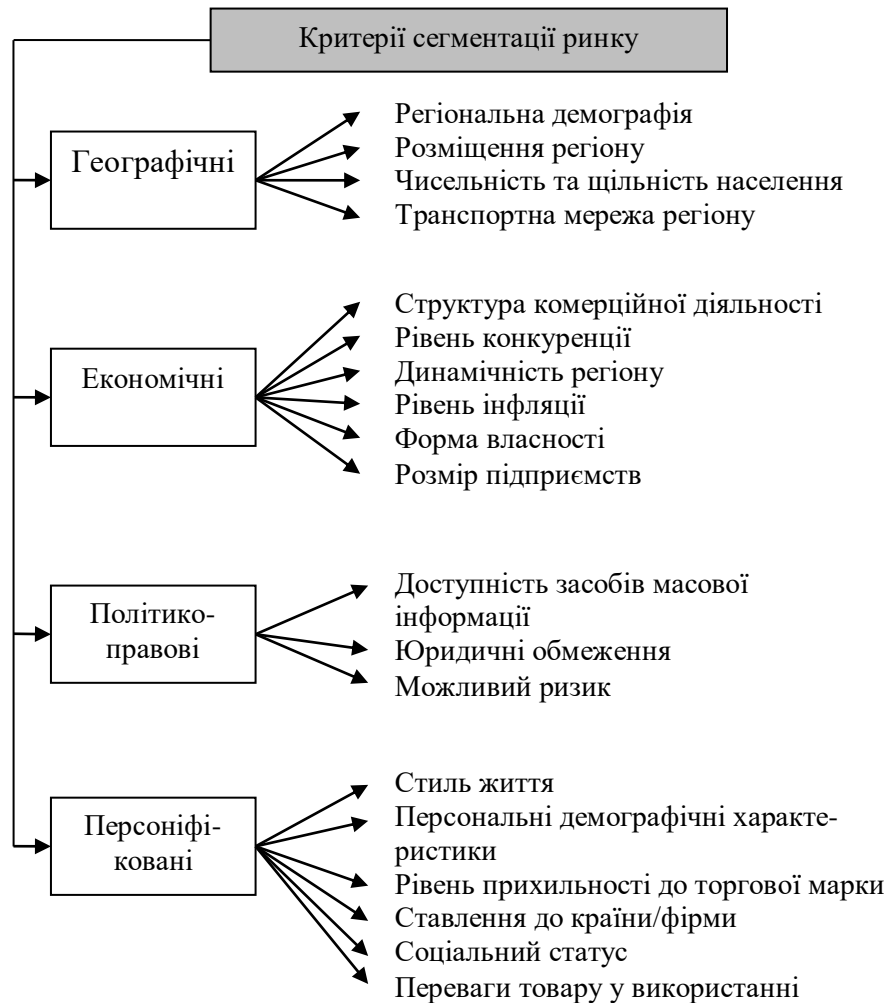 Критерії сегментації ринку
Географічні
Регіональна демографія
Розміщення регіону
Чисельність та щільність населення
Транспортна мережа регіону
Економічні
Структура комерційної діяльності
Рівень конкуренції
Динамічність регіону
Рівень інфляції
Форма власності
Розмір підприємств
Політико-
правові
Доступність засобів масової
інформації
Юридичні обмеження
Можливий ризик
Персоніфі-
ковані
Стиль життя
Персональні демографічні характе-
ристики
Рівень прихильності до торгової марки
Ставлення до країни/фірми
Соціальний статус
Переваги товару у використанні